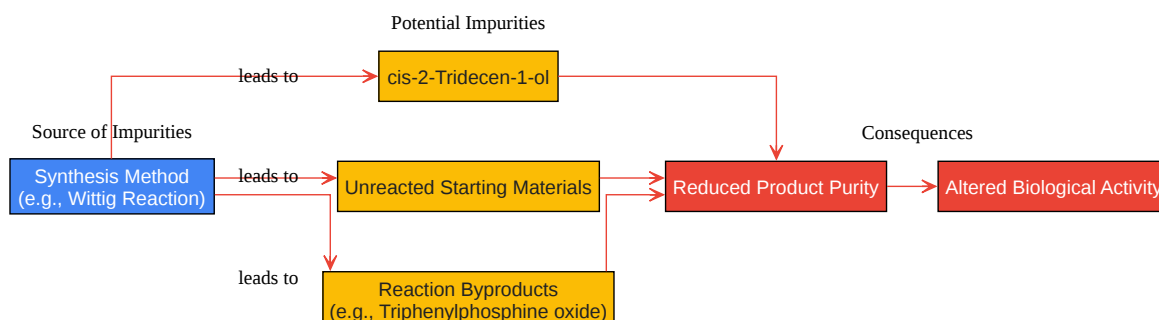 Potential Impurities
leads to
cis-2-Tridecen-1-ol
Source of Impurities
Consequences
Synthesis Method
(e.g., Wittig Reaction)
leads to
Unreacted Starting Materials
Reduced Product Purity
Altered Biological Activity
leads to
Reaction Byproducts
(e.g., Triphenylphosphine oxide)